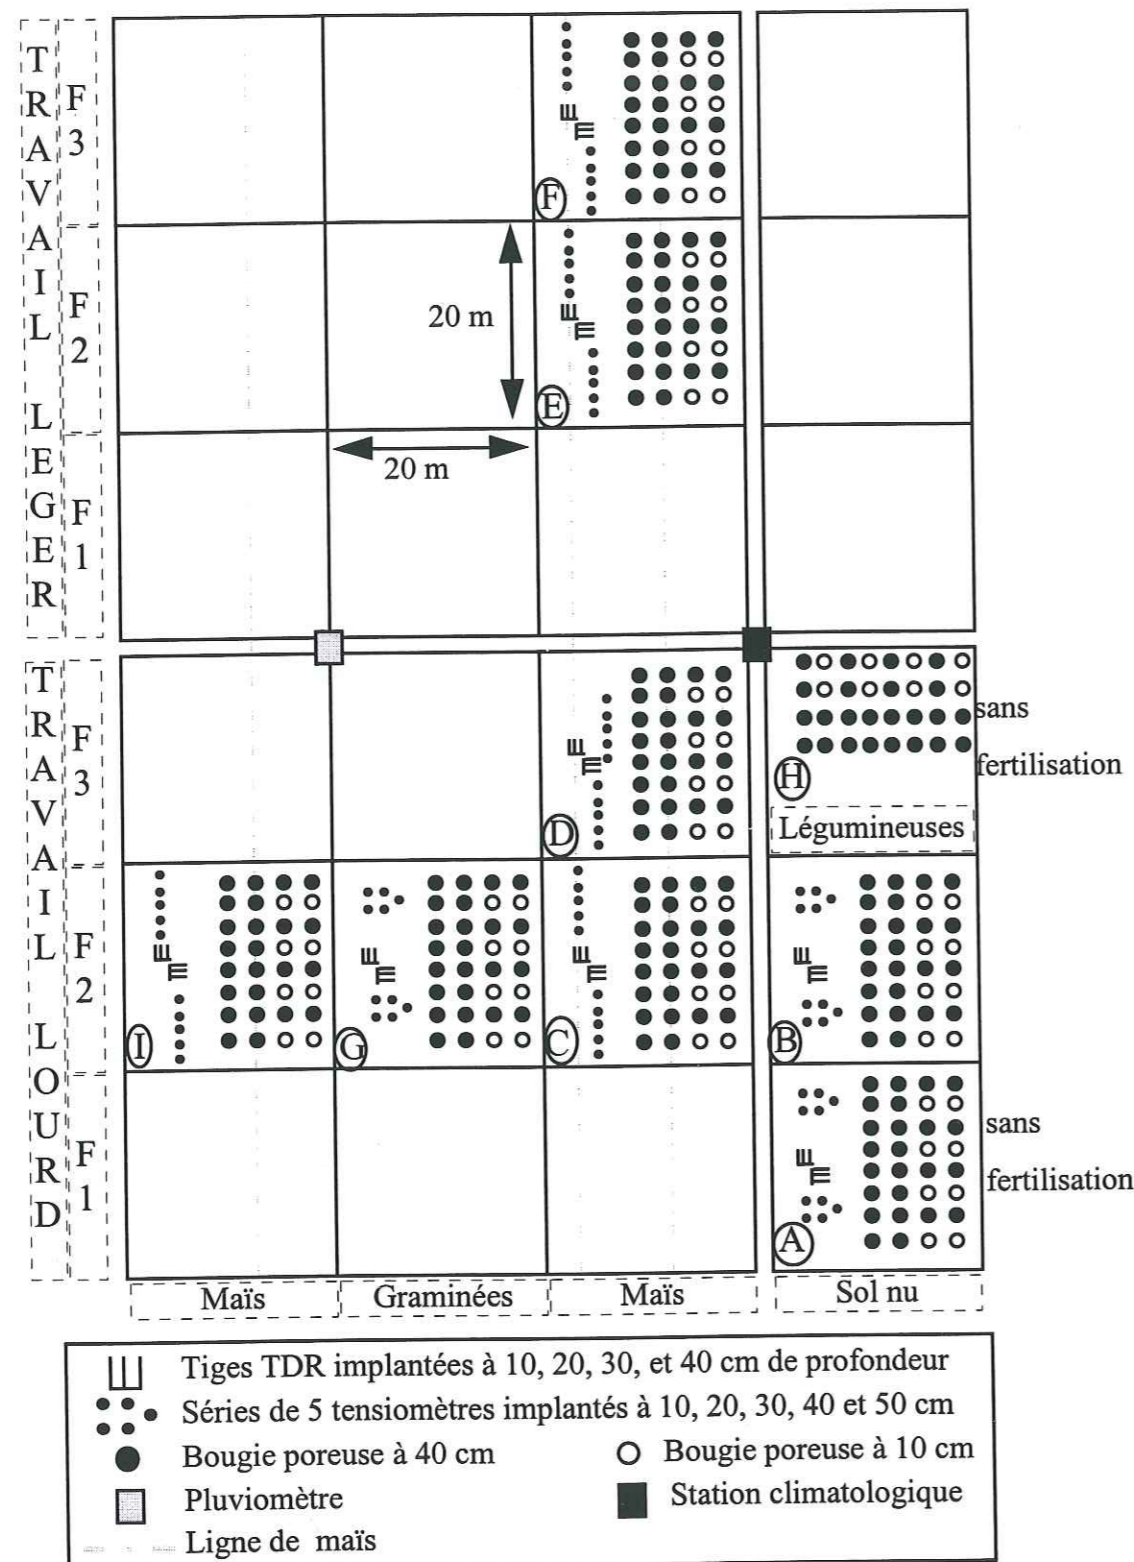 TRAVAIL LEGER
F3
F2
F1
F
20 m
E
20 m
TRAVAIL LOURD
F3
F2
F1
D
H
sans
fertilisation
Légumineuses
I
G
C
B
sans
fertilisation
A
Maïs
Graminées
Maïs
Sol nu
Tiges TDR implantées à 10, 20, 30, et 40 cm de profondeur
Séries de 5 tensiomètres implantés à 10, 20, 30, 40 et 50 cm
Bougie poreuse à 40 cm
Bougie poreuse à 10 cm
Pluviomètre
Station climatologique
Ligne de maïs